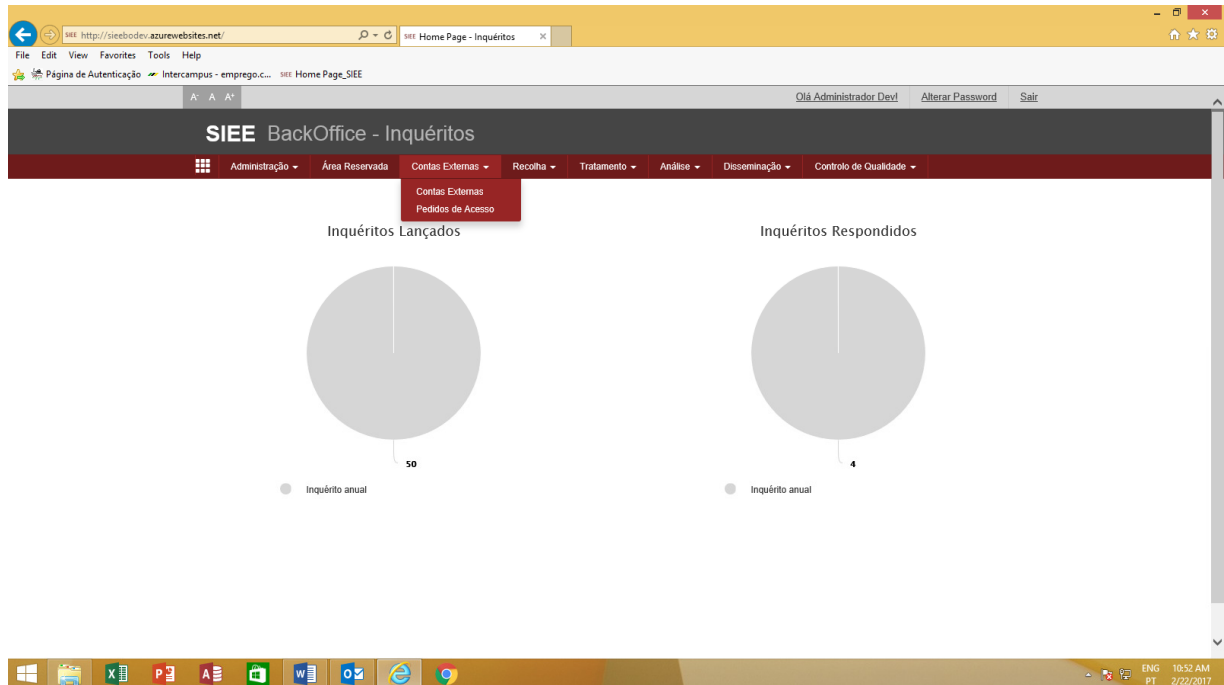 SIEE http://sieebodev.azurewebsites.net/
SIEE Home Page - Inquéritos
File Edit View Favorites Tools Help
Página de Autenticação Intercampus - emprego.c... SIEE Home Page_SIEE
A- A A+ Olá Administrador Dev! Alterar Password Sair
SIEE BackOffice - Inquéritos
Administração Área Reservada Contas Externas Recolha Tratamento Análise Disseminação Controlo de Qualidade
Contas Externas
Pedidos de Acesso
Inquéritos Lançados Inquéritos Respondidos
50 4
Inquérito anual Inquérito anual
ENG 10:52 AM
PT 2/22/2017